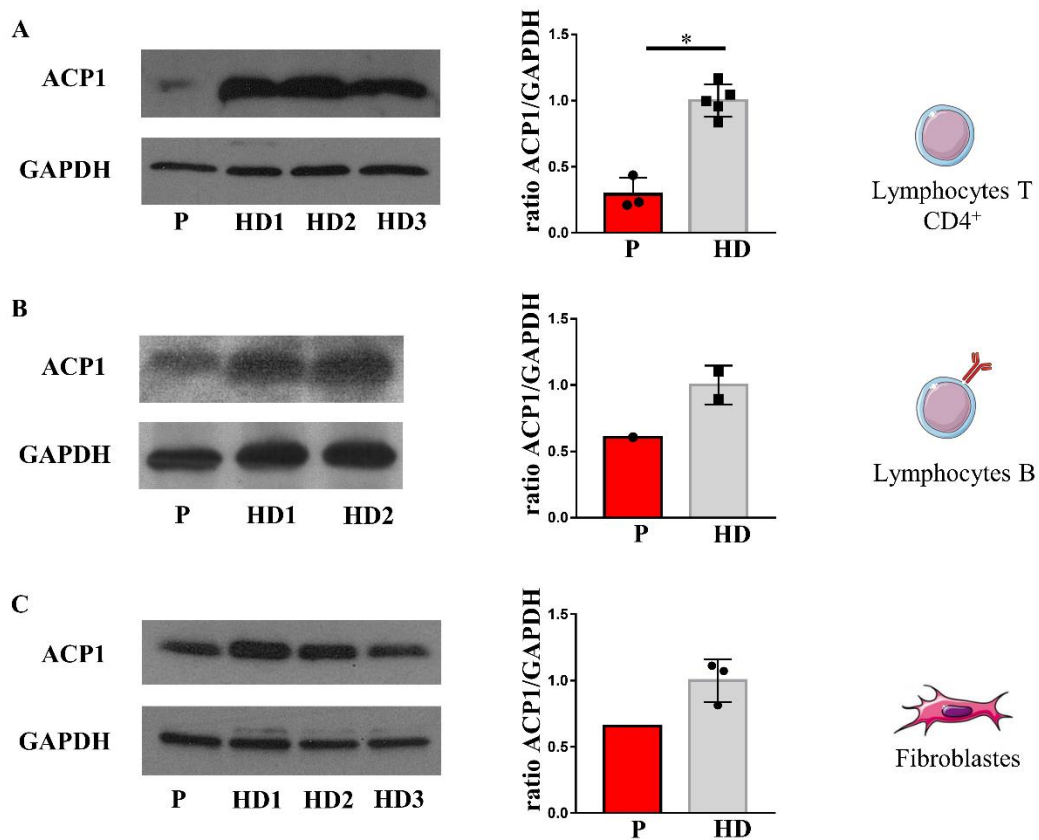 A
ACP1
GAPDH
P HD1 HD2 HD3
ratio ACP1/GAPDH
1.5
1.0
0.5
0.0
*
P HD
Lymphocytes T
CD4⁺
B
ACP1
GAPDH
P HD1 HD2
ratio ACP1/GAPDH
1.5
1.0
0.5
0.0
P HD
Lymphocytes B
C
ACP1
GAPDH
P HD1 HD2 HD3
ratio ACP1/GAPDH
1.5
1.0
0.5
0.0
P HD
Fibroblastes